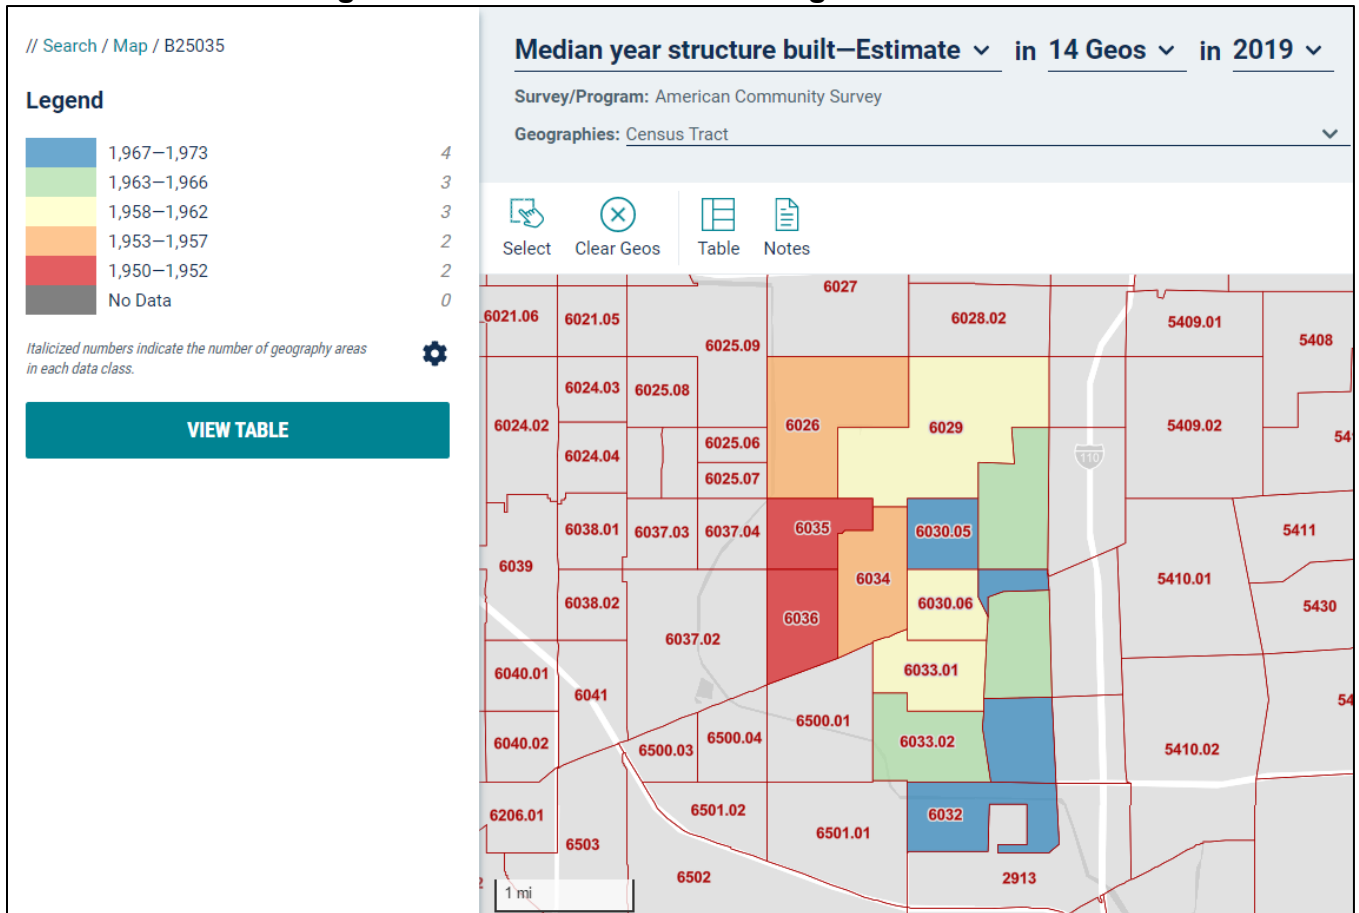 // Search / Map / B25035
Legend
1,967—1,973 4
1,963—1,966 3
1,958—1,962 3
1,953—1,957 2
1,950—1,952 2
No Data 0
Italicized numbers indicate the number of geography areas
in each data class.
VIEW TABLE
Median year structure built—Estimate in 14 Geos in 2019
Survey/Program: American Community Survey
Geographies: Census Tract
Select Clear Geos Table Notes
6027
6021.06 6021.05 6028.02 5409.01
6025.09 5408
6024.03 6025.08
6024.02 6026 6029 5409.02
6025.06 54
6024.04 110
6025.07
6038.01 6037.03 6037.04 6035 6030.05 5411
6039 6034 5410.01
6038.02 6036 6030.06 5430
6037.02
6040.01 6033.01
6041 54
6500.01
6040.02 6500.03 6500.04 6033.02 5410.02
6206.01 6501.02 6032
6503 6501.01
6502 2913
1 mi